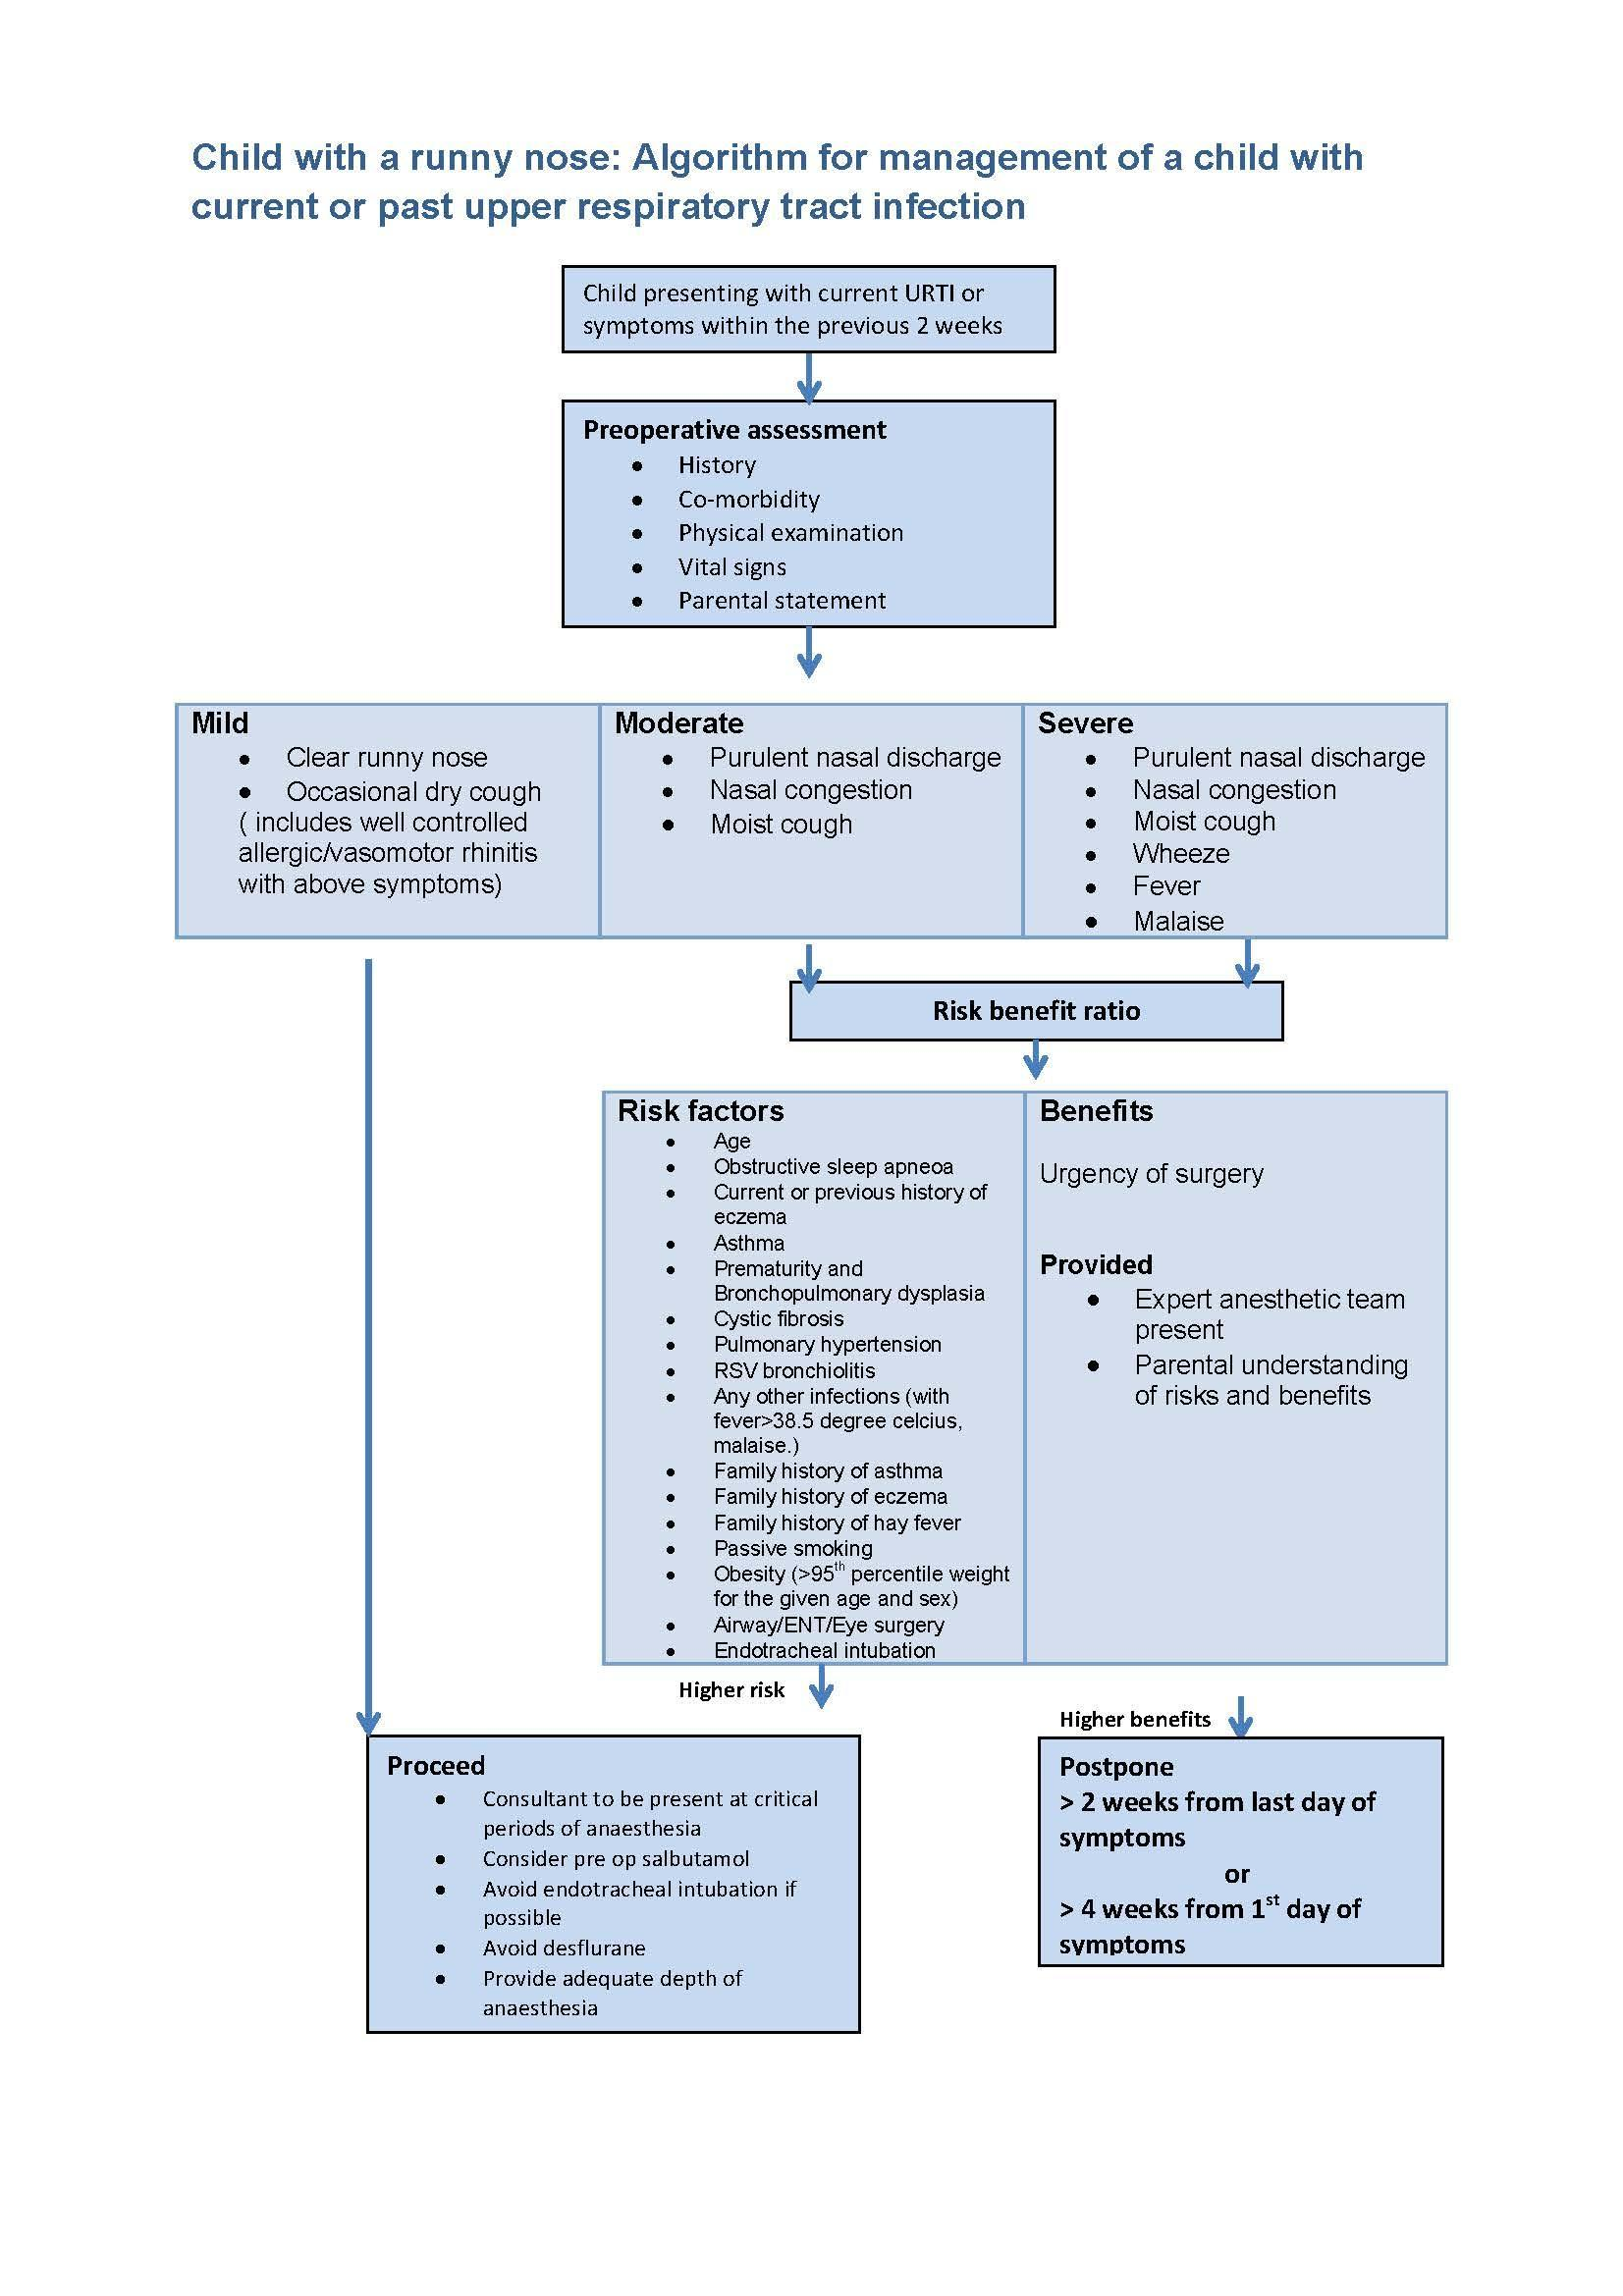 Child with a runny nose: Algorithm for management of a child with
current or past upper respiratory tract infection
Child presenting with current URTI or
symptoms within the previous 2 weeks
Preoperative assessment
• History
• Co-morbidity
• Physical examination
• Vital signs
• Parental statement
Mild
• Clear runny nose
• Occasional dry cough
( includes well controlled
allergic/vasomotor rhinitis
with above symptoms)
Moderate
• Purulent nasal discharge
• Nasal congestion
• Moist cough
Severe
• Purulent nasal discharge
• Nasal congestion
• Moist cough
• Wheeze
• Fever
• Malaise
Risk benefit ratio
Risk factors
• Age
• Obstructive sleep apneoa
• Current or previous history of
eczema
• Asthma
• Prematurity and
Bronchopulmonary dysplasia
• Cystic fibrosis
• Pulmonary hypertension
• RSV bronchiolitis
• Any other infections (with
fever>38.5 degree celcius,
malaise.)
• Family history of asthma
• Family history of eczema
• Family history of hay fever
• Passive smoking
• Obesity (>95th percentile weight
for the given age and sex)
• Airway/ENT/Eye surgery
• Endotracheal intubation
Benefits
Urgency of surgery
Provided
• Expert anesthetic team
present
• Parental understanding
of risks and benefits
Higher risk
Higher benefits
Proceed
• Consultant to be present at critical
periods of anaesthesia
• Consider pre op salbutamol
• Avoid endotracheal intubation if
possible
• Avoid desflurane
• Provide adequate depth of
anaesthesia
Postpone
> 2 weeks from last day of
symptoms
or
> 4 weeks from 1st day of
symptoms